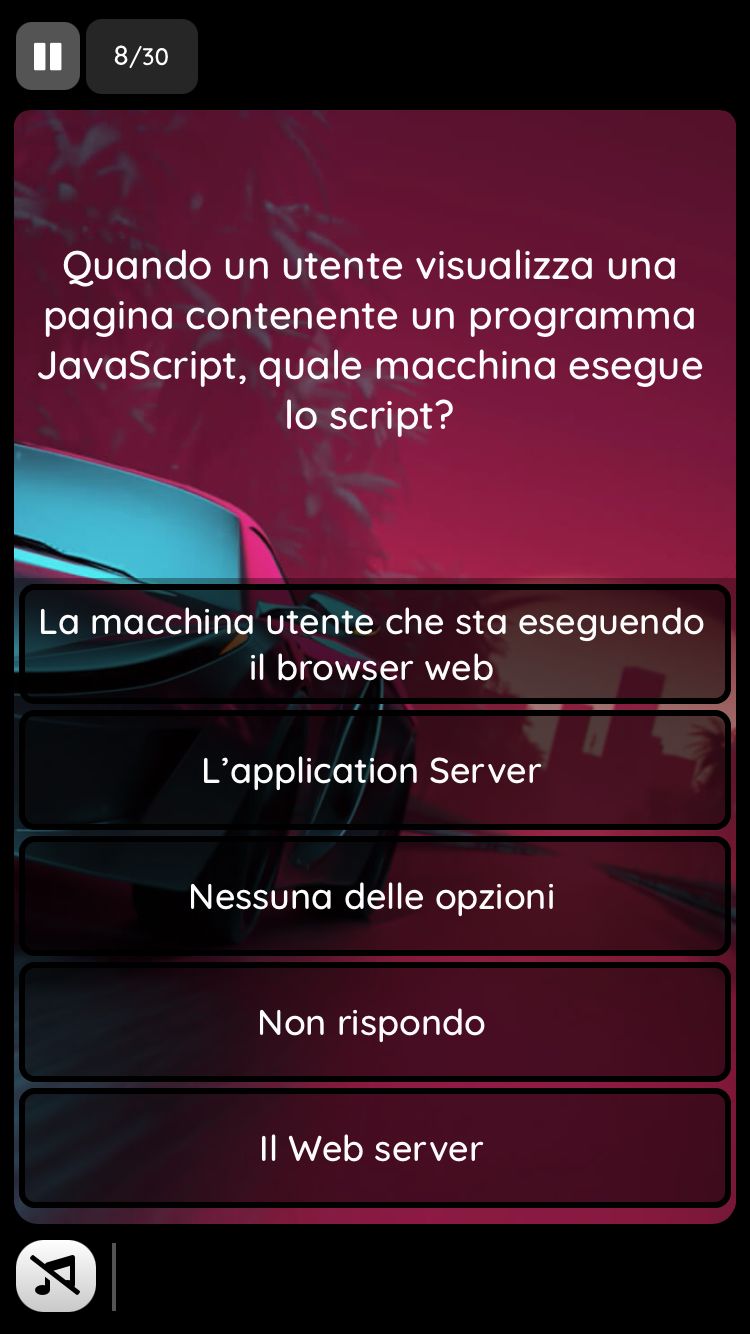 8/30
Quando un utente visualizza una
pagina contenente un programma
JavaScript, quale macchina esegue
lo script?
La macchina utente che sta eseguendo
il browser web
L’application Server
Nessuna delle opzioni
Non rispondo
Il Web server